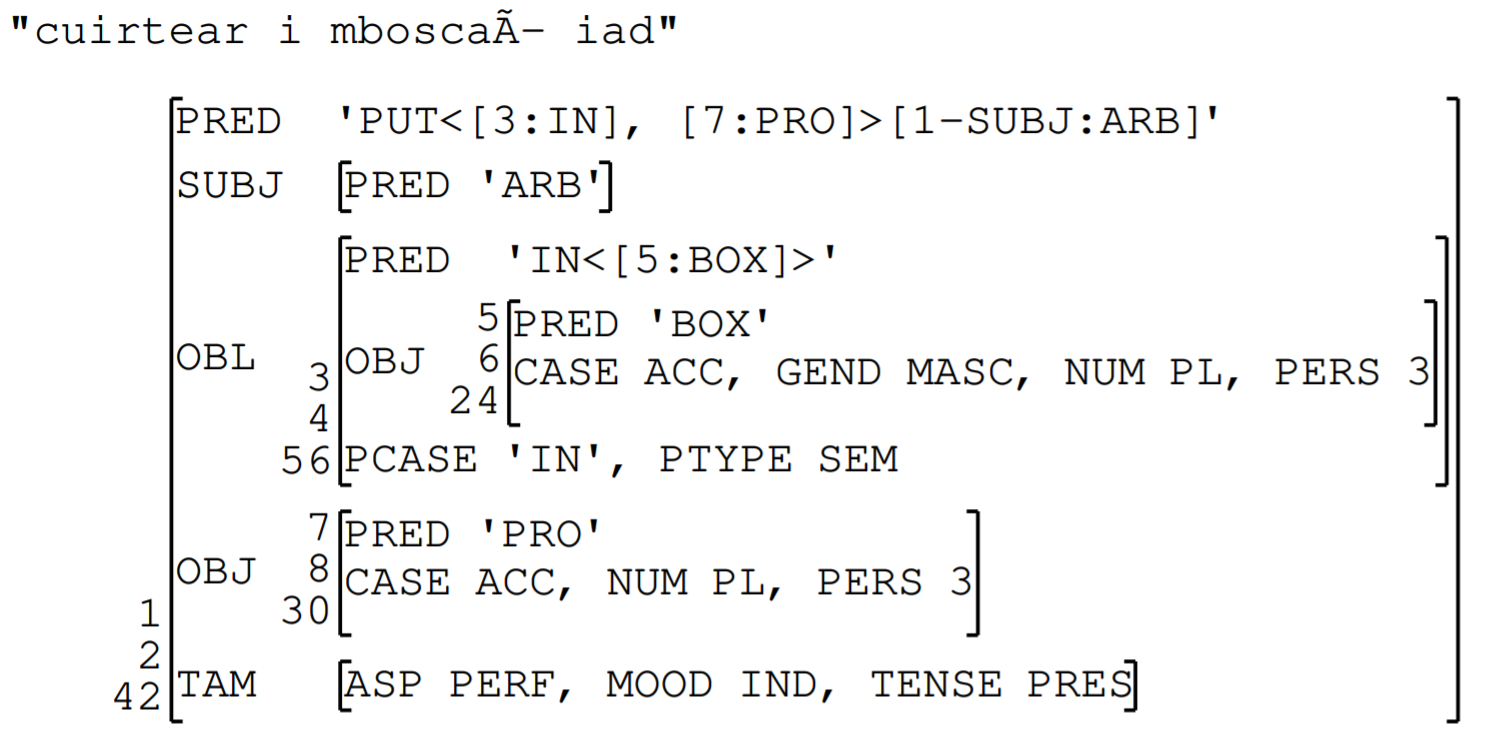 "cuirtear i mboscaÃ- iad"
PRED 'PUT<[3:IN], [7:PRO]>[1-SUBJ:ARB]'
SUBJ [PRED 'ARB']
PRED 'IN<[5:BOX]>'
5 PRED 'BOX'
OBL 3 OBJ 6 CASE ACC, GEND MASC, NUM PL, PERS 3
4 24
56 PCASE 'IN', PTYPE SEM
7 PRED 'PRO'
OBJ 8 CASE ACC, NUM PL, PERS 3
1 30
2
42 TAM [ASP PERF, MOOD IND, TENSE PRES]